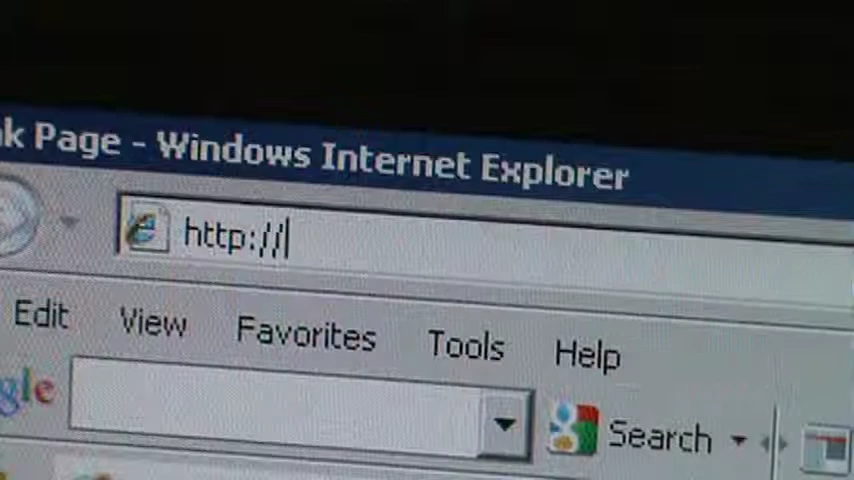 k Page - Windows Internet Explorer
http://
Edit View Favorites Tools Help
gle Search